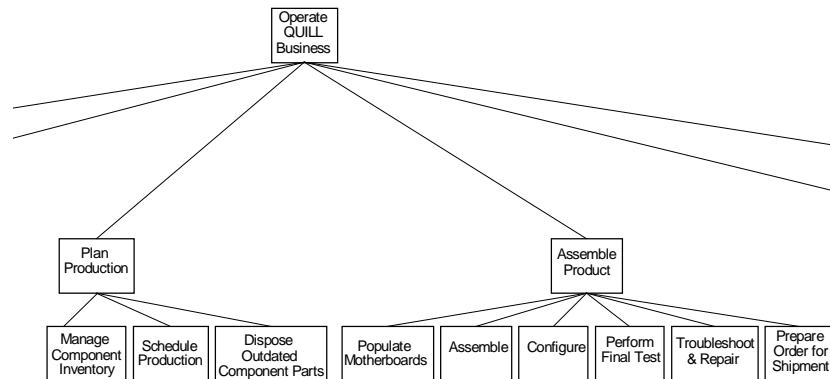 Operate
QUILL
Business
Plan
Production
Assemble
Product
Manage
Component
Inventory
Schedule
Production
Dispose
Outdated
Component Parts
Populate
Motherboards
Assemble
Configure
Perform
Final Test
Troubleshoot
& Repair
Prepare
Order for
Shipment